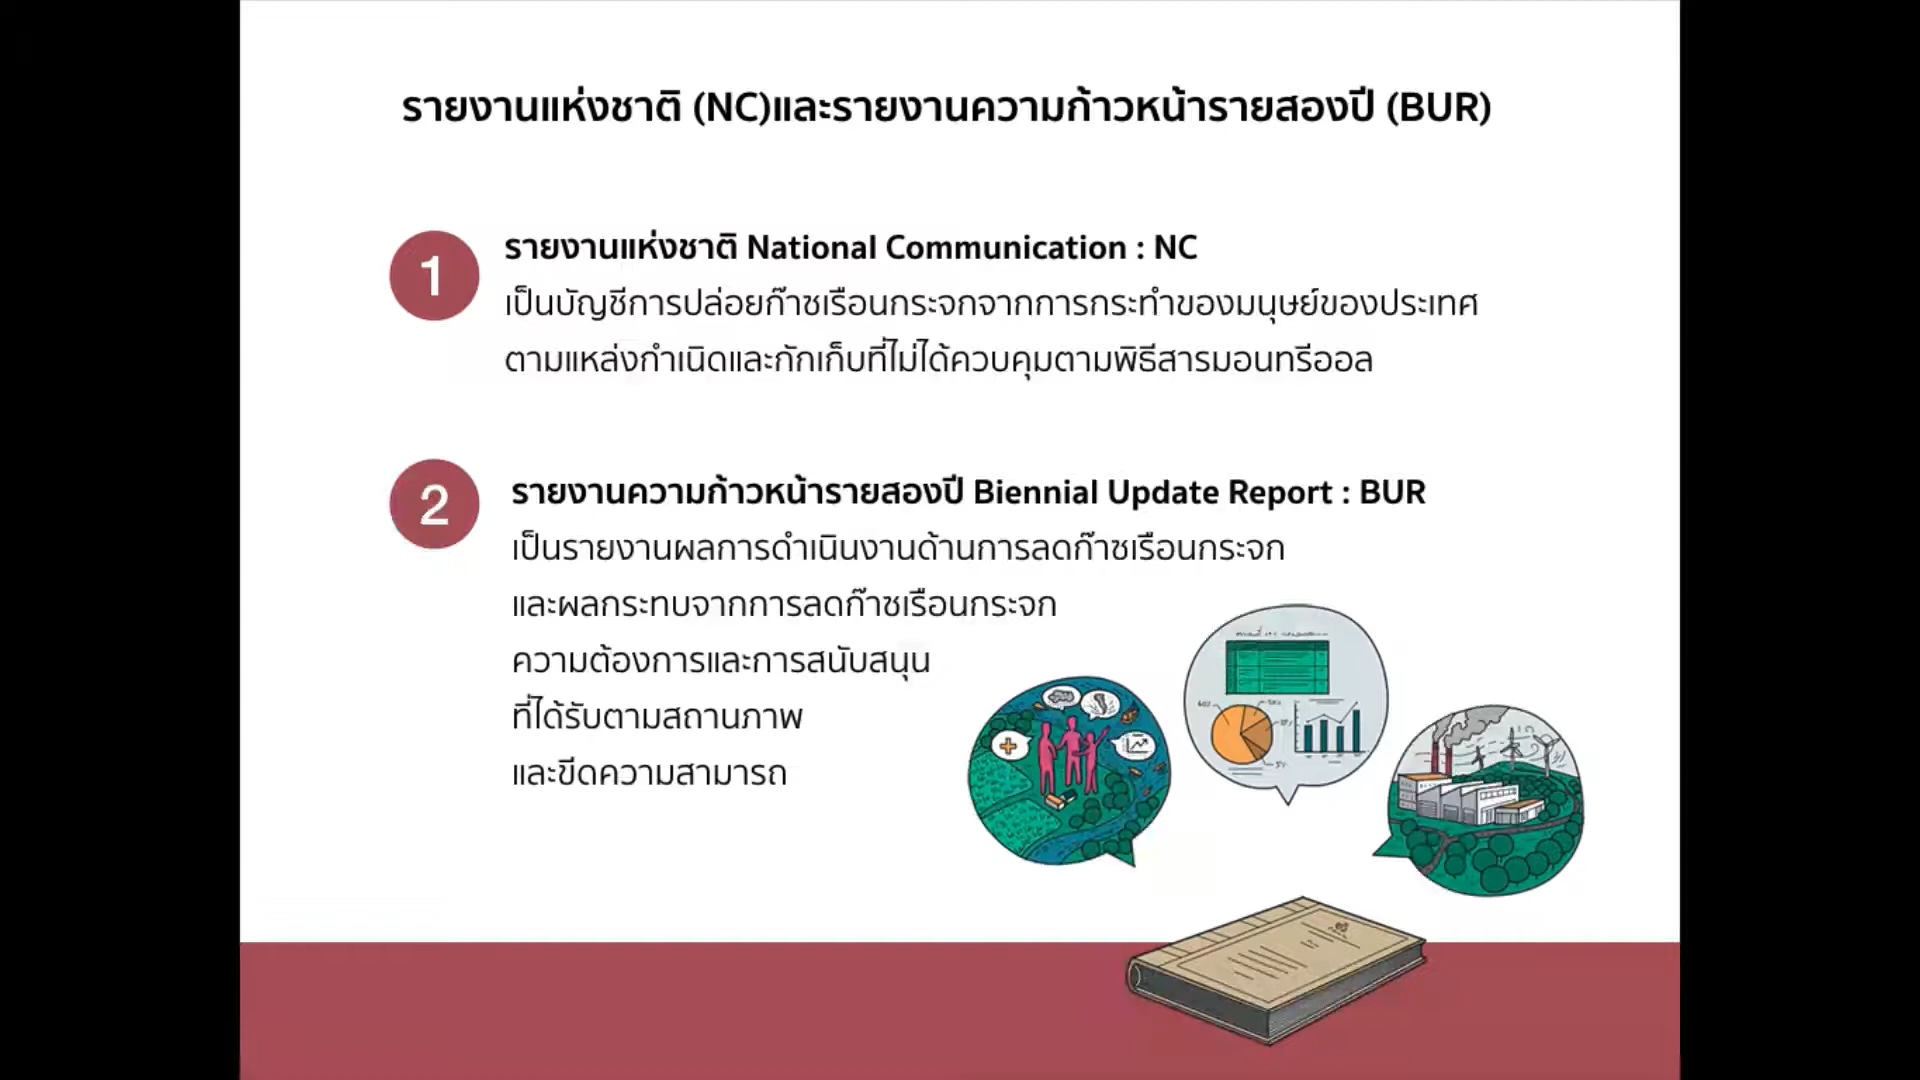 รายงานแห่งชาติ (NC)และรายงานความก้าวหน้ารายสองปี (BUR)
1
รายงานแห่งชาติ National Communication : NC
เป็นบัญชีการปล่อยก๊าซเรือนกระจกจากการกระทำของมนุษย์ของประเทศ
ตามแหล่งกำเนิดและกักเก็บที่ไม่ได้ควบคุมตามพิธีสารมอนทรีออล
2
รายงานความก้าวหน้ารายสองปี Biennial Update Report : BUR
เป็นรายงานผลการดำเนินงานด้านการลดก๊าซเรือนกระจก
และผลกระทบจากการลดก๊าซเรือนกระจก
ความต้องการและการสนับสนุน
ที่ได้รับตามสถานภาพ
และขีดความสามารถ